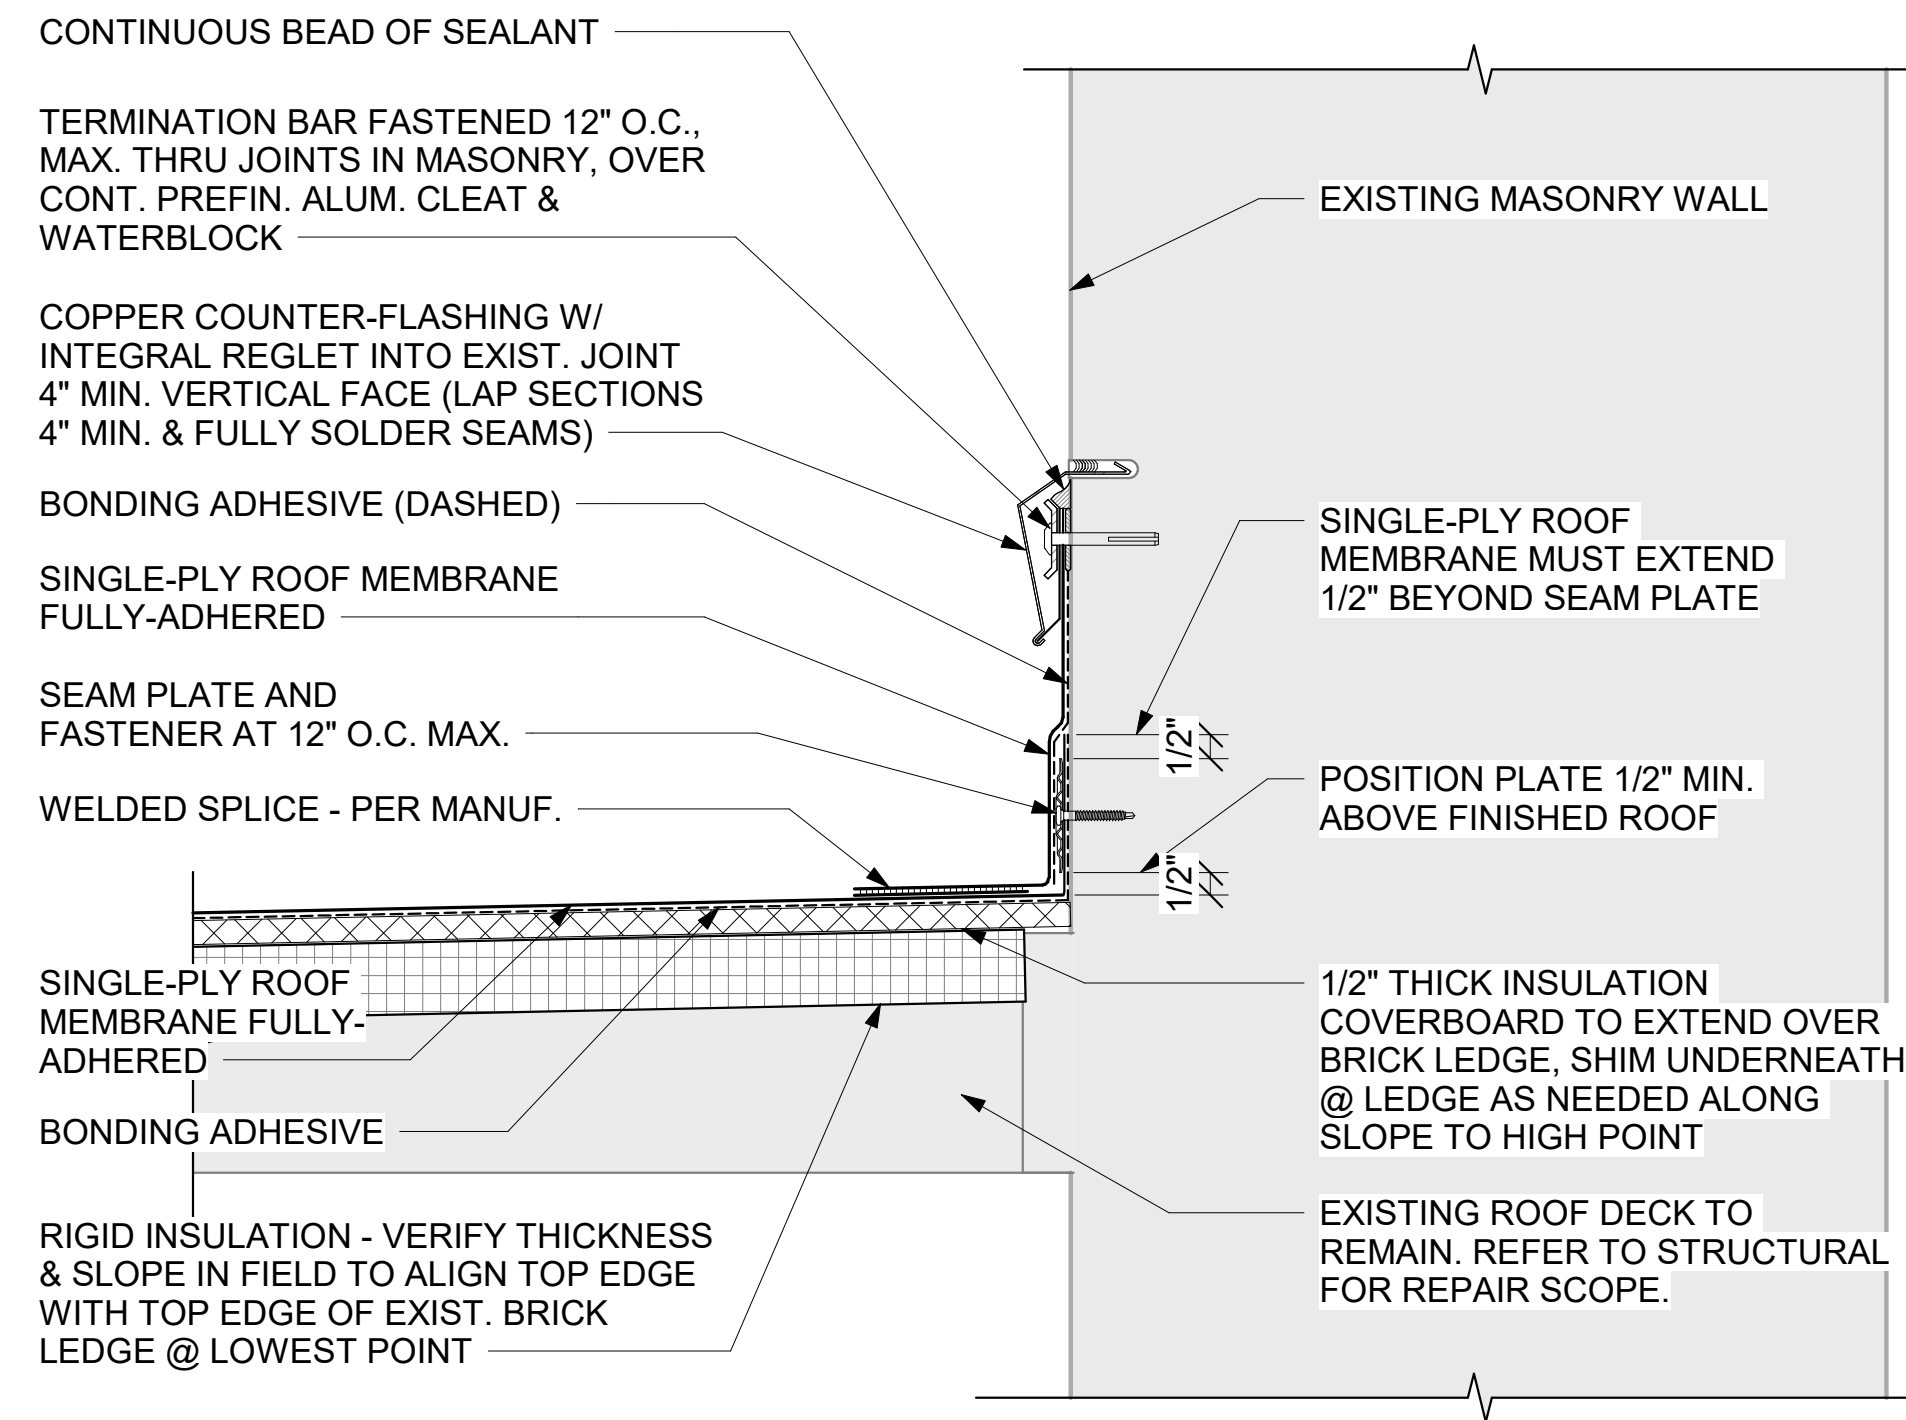 CONTINUOUS BEAD OF SEALANT
TERMINATION BAR FASTENED 12" O.C.,
MAX. THRU JOINTS IN MASONRY, OVER
CONT. PREFIN. ALUM. CLEAT &
WATERBLOCK
COPPER COUNTER-FLASHING W/
INTEGRAL REGLET INTO EXIST. JOINT
4" MIN. VERTICAL FACE (LAP SECTIONS
4" MIN. & FULLY SOLDER SEAMS)
BONDING ADHESIVE (DASHED)
SINGLE-PLY ROOF MEMBRANE
FULLY-ADHERED
SEAM PLATE AND
FASTENER AT 12" O.C. MAX.
WELDED SPLICE - PER MANUF.
SINGLE-PLY ROOF
MEMBRANE FULLY-
ADHERED
BONDING ADHESIVE
RIGID INSULATION - VERIFY THICKNESS
& SLOPE IN FIELD TO ALIGN TOP EDGE
WITH TOP EDGE OF EXIST. BRICK
LEDGE @ LOWEST POINT
EXISTING MASONRY WALL
SINGLE-PLY ROOF
MEMBRANE MUST EXTEND
1/2" BEYOND SEAM PLATE
1/2"
POSITION PLATE 1/2" MIN.
ABOVE FINISHED ROOF
1/2"
1/2" THICK INSULATION
COVERBOARD TO EXTEND OVER
BRICK LEDGE, SHIM UNDERNEATH
@ LEDGE AS NEEDED ALONG
SLOPE TO HIGH POINT
EXISTING ROOF DECK TO
REMAIN. REFER TO STRUCTURAL
FOR REPAIR SCOPE.